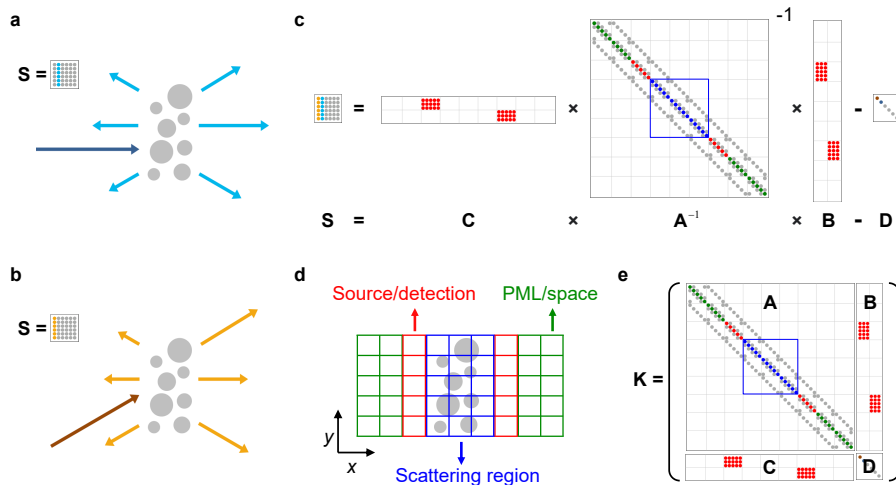 a
S =
b
S =
c
-1
= × × -
S = C × A⁻¹ × B - D
d
Source/detection
PML/space
y
x
Scattering region
e
K =
A
B
C
D